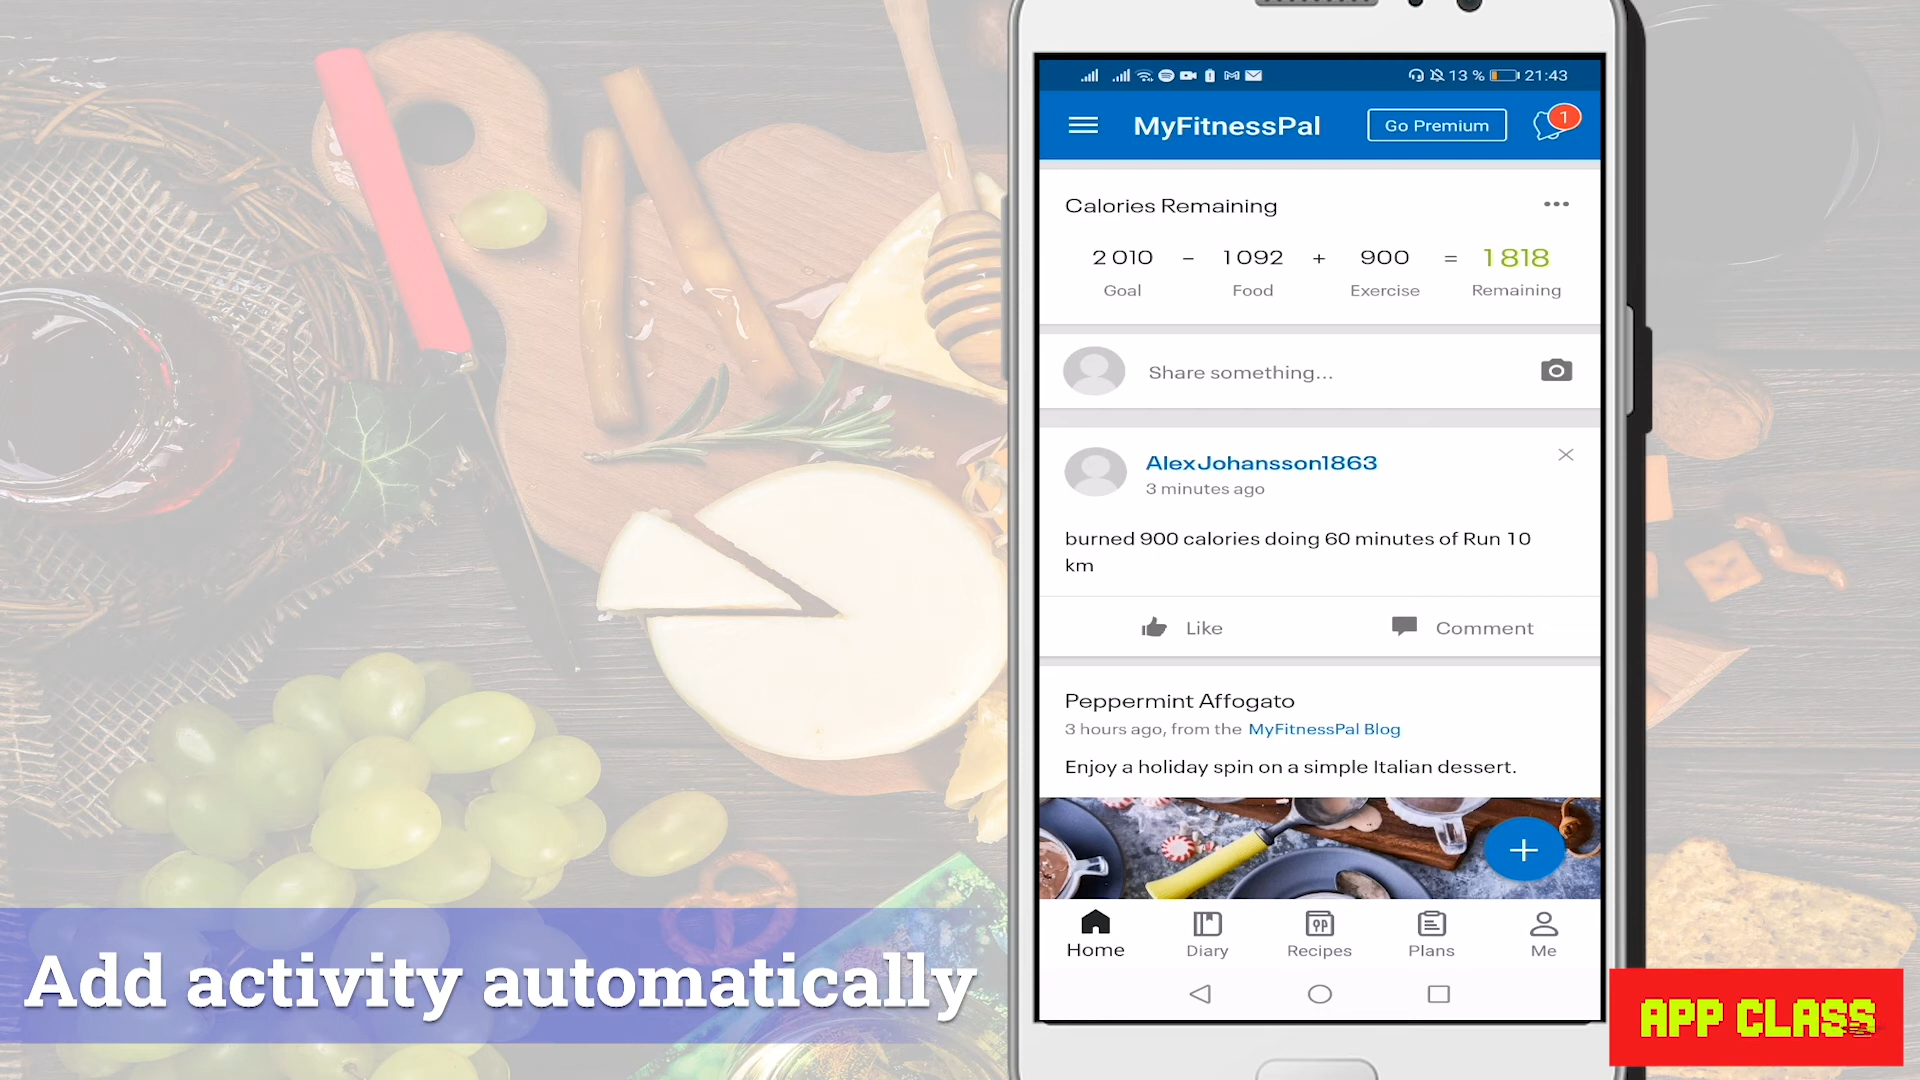 13 % 21:43
MyFitnessPal Go Premium 1
Calories Remaining
2 010 - 1 092 + 900 = 1 818
Goal Food Exercise Remaining
Share something...
AlexJohansson1863
3 minutes ago
burned 900 calories doing 60 minutes of Run 10
km
Like Comment
Peppermint Affogato
3 hours ago, from the MyFitnessPal Blog
Enjoy a holiday spin on a simple Italian dessert.
Home Diary Recipes Plans Me
Add activity automatically
APP CLASS